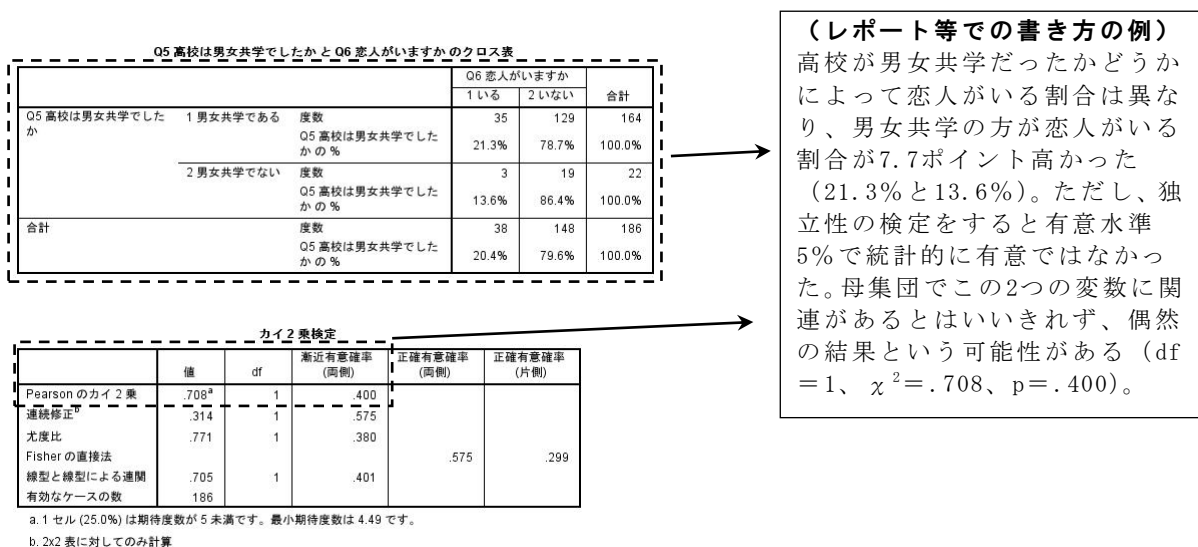 Q5 高校は男女共学でしたか と Q6 恋人がいますか のクロス表
Q6 恋人がいますか
1 いる 2 いない 合計
Q5 高校は男女共学でした 1 男女共学である 度数 35 129 164
か
Q5 高校は男女共学でした
か の %
21.3% 78.7% 100.0%
2 男女共学でない 度数 3 19 22
Q5 高校は男女共学でした
か の %
13.6% 86.4% 100.0%
合計 度数 38 148 186
Q5 高校は男女共学でした
か の %
20.4% 79.6% 100.0%
カイ 2 乗検定
値 df 漸近有意確率 (両側) 正確有意確率 (両側) 正確有意確率 (片側)
Pearson のカイ 2 乗 .708a 1 .400
連続修正b .314 1 .575
尤度比 .771 1 .380
Fisher の直接法 .575 .299
線型と線型による連関 .705 1 .401
有効なケースの数 186
a. 1 セル (25.0%) は期待度数が 5 未満です。最小期待度数は 4.49 です。
b. 2x2 表に対してのみ計算
（レポート等での書き方の例）
高校が男女共学だったかどうか
によって恋人がいる割合は異な
り、男女共学の方が恋人がいる
割合が7.7ポイント高かった
（21.3%と13.6%）。ただし、独
立性の検定をすると有意水準
5%で統計的に有意ではなかっ
た。母集団でこの2つの変数に関
連があるとはいいきれず、偶然
の結果という可能性がある（df
＝1、χ²＝.708、p＝.400）。